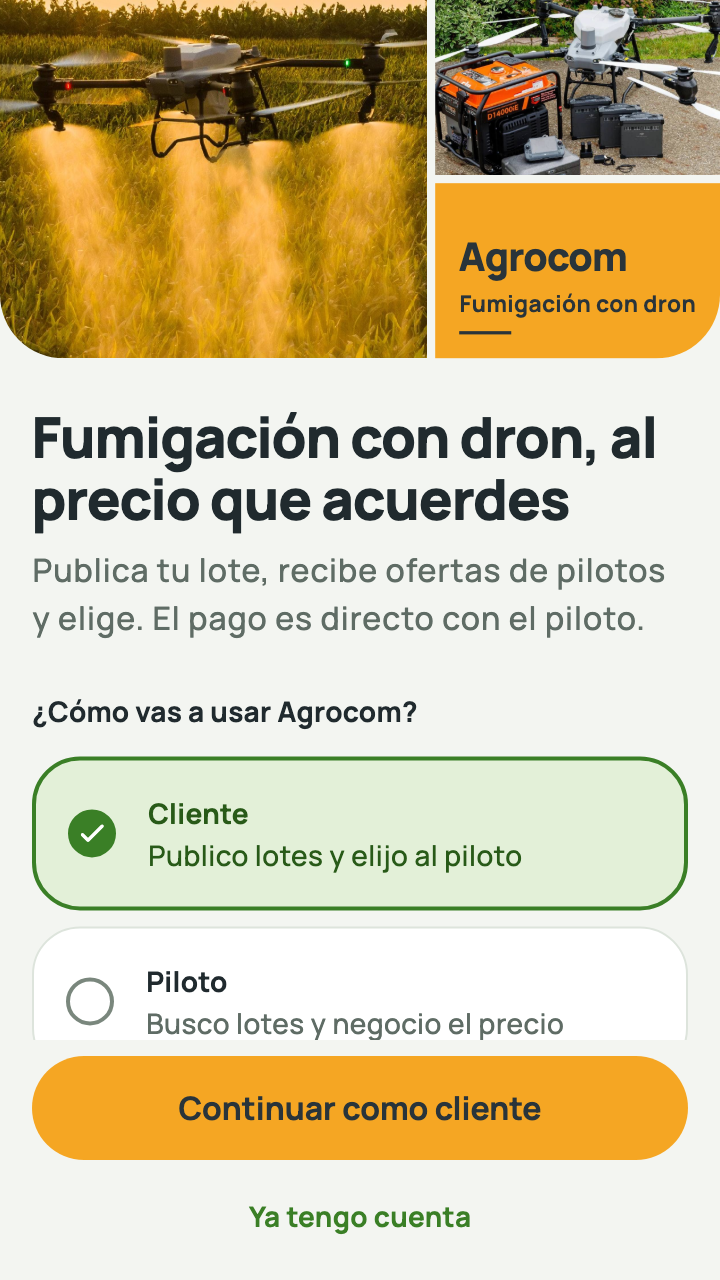 D14000iE
Agrocom
Fumigación con dron
Fumigación con dron, al
precio que acuerdes
Publica tu lote, recibe ofertas de pilotos
y elige. El pago es directo con el piloto.
¿Cómo vas a usar Agrocom?
Cliente
Publico lotes y elijo al piloto
Piloto
Busco lotes y negocio el precio
Continuar como cliente
Ya tengo cuenta